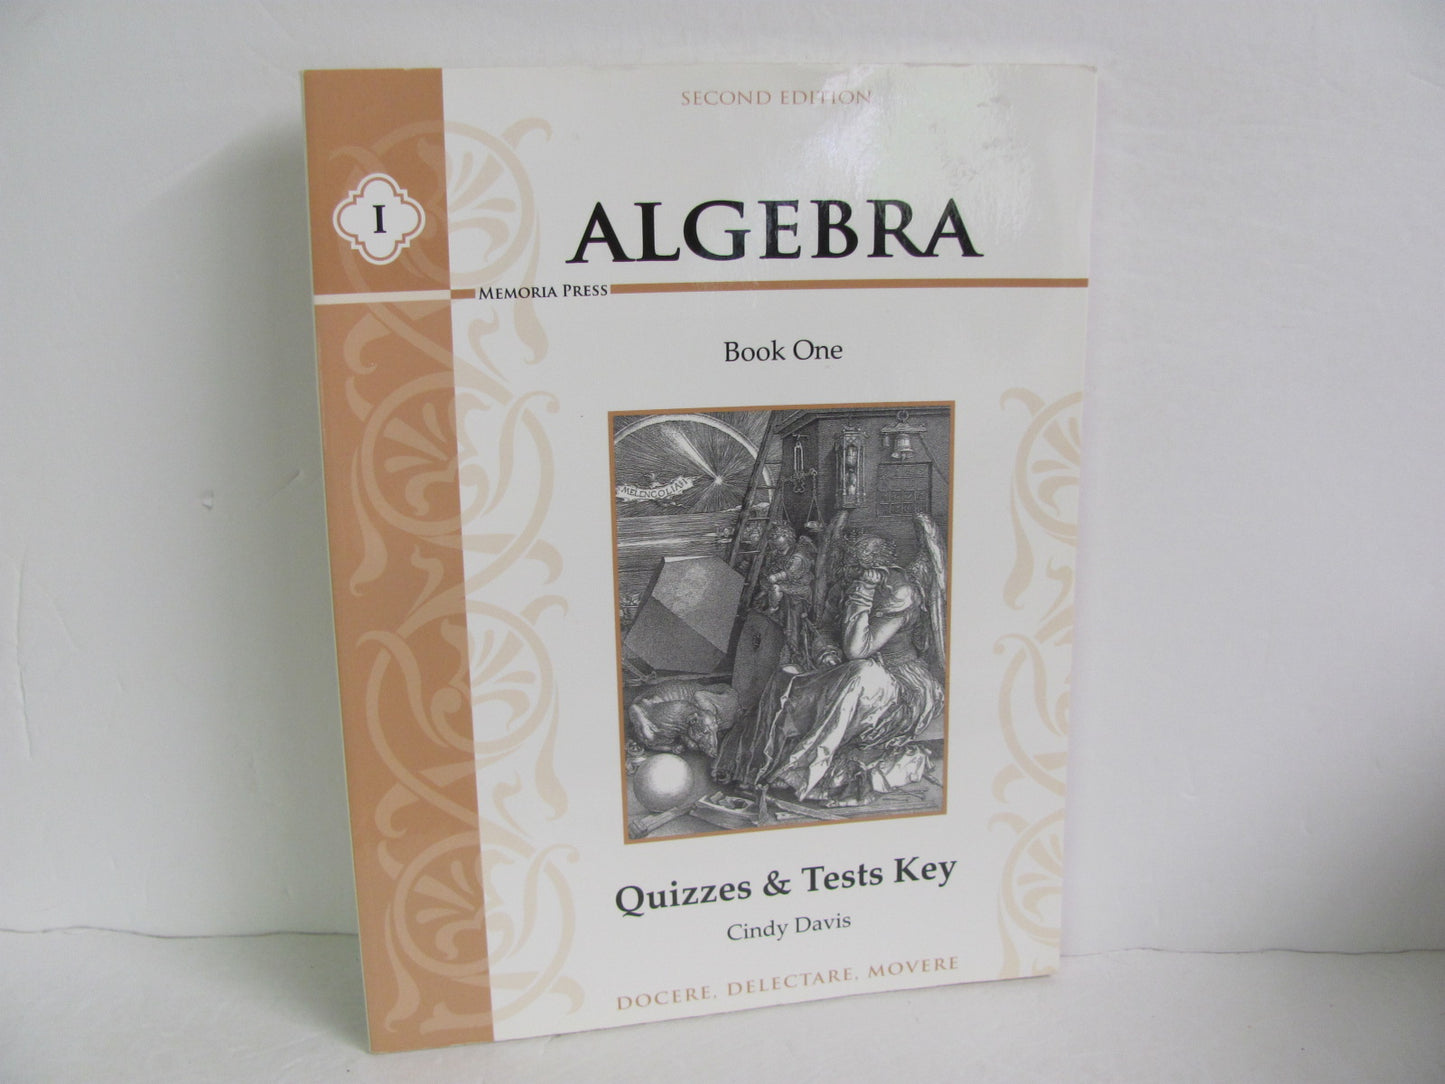 SECOND EDITION
I
ALGEBRA
MEMORIA PRESS
Book One
MELENCOLIA I
Quizzes & Tests Key
Cindy Davis
DOCERE, DELECTARE, MOVERE